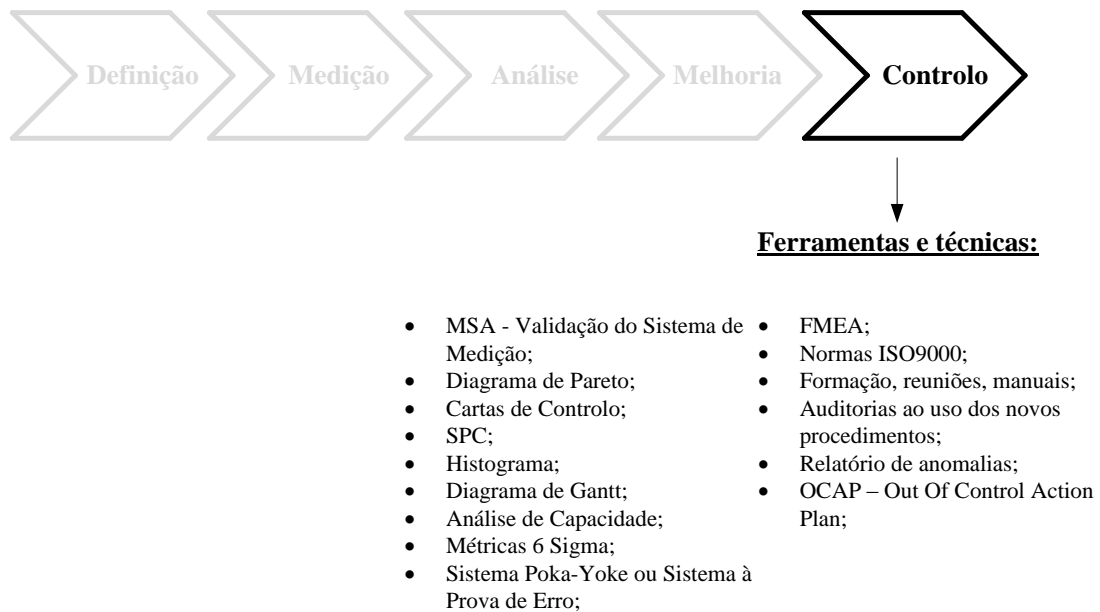 Definição
Medição
Análise
Melhoria
Controlo
Ferramentas e técnicas:
• MSA - Validação do Sistema de
Medição;
• Diagrama de Pareto;
• Cartas de Controlo;
• SPC;
• Histograma;
• Diagrama de Gantt;
• Análise de Capacidade;
• Métricas 6 Sigma;
• Sistema Poka-Yoke ou Sistema à
Prova de Erro;
• FMEA;
• Normas ISO9000;
• Formação, reuniões, manuais;
• Auditorias ao uso dos novos
procedimentos;
• Relatório de anomalias;
• OCAP – Out Of Control Action
Plan;